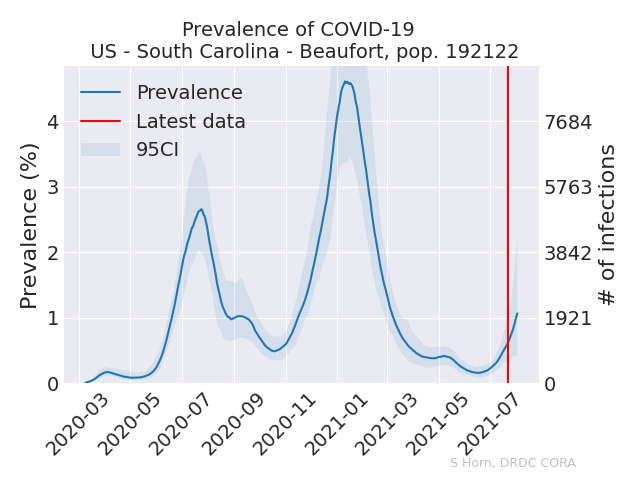 Prevalence of COVID-19
US - South Carolina - Beaufort, pop. 192122
Prevalence
Latest data
95CI
Prevalence (%)
4
3
2
1
0
7684
5763
3842
1921
0
# of infections
2020-03
2020-05
2020-07
2020-09
2020-11
2021-01
2021-03
2021-05
2021-07
S Horn, DRDC CORA